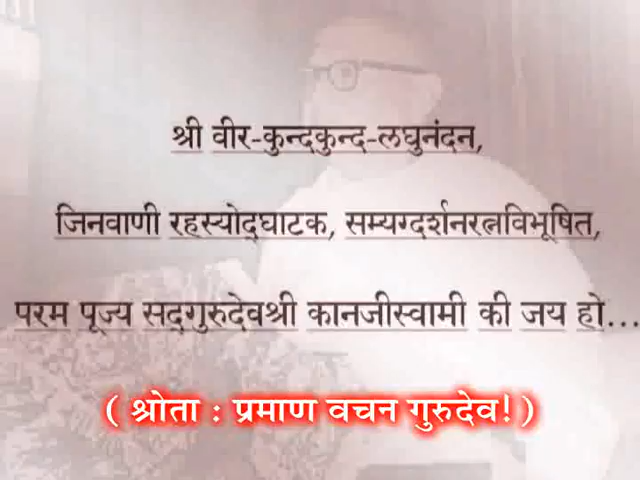 श्री वीर-कुन्दकुन्द-लघुनंदन,
जिनवाणी रहस्योद्‌घाटक, सम्यग्दर्शनरत्नविभूषित,
परम पूज्य सद्‌गुरुदेवश्री कानजीस्वामी की जय हो...
( श्रोता : प्रमाण वचन गुरुदेव! )